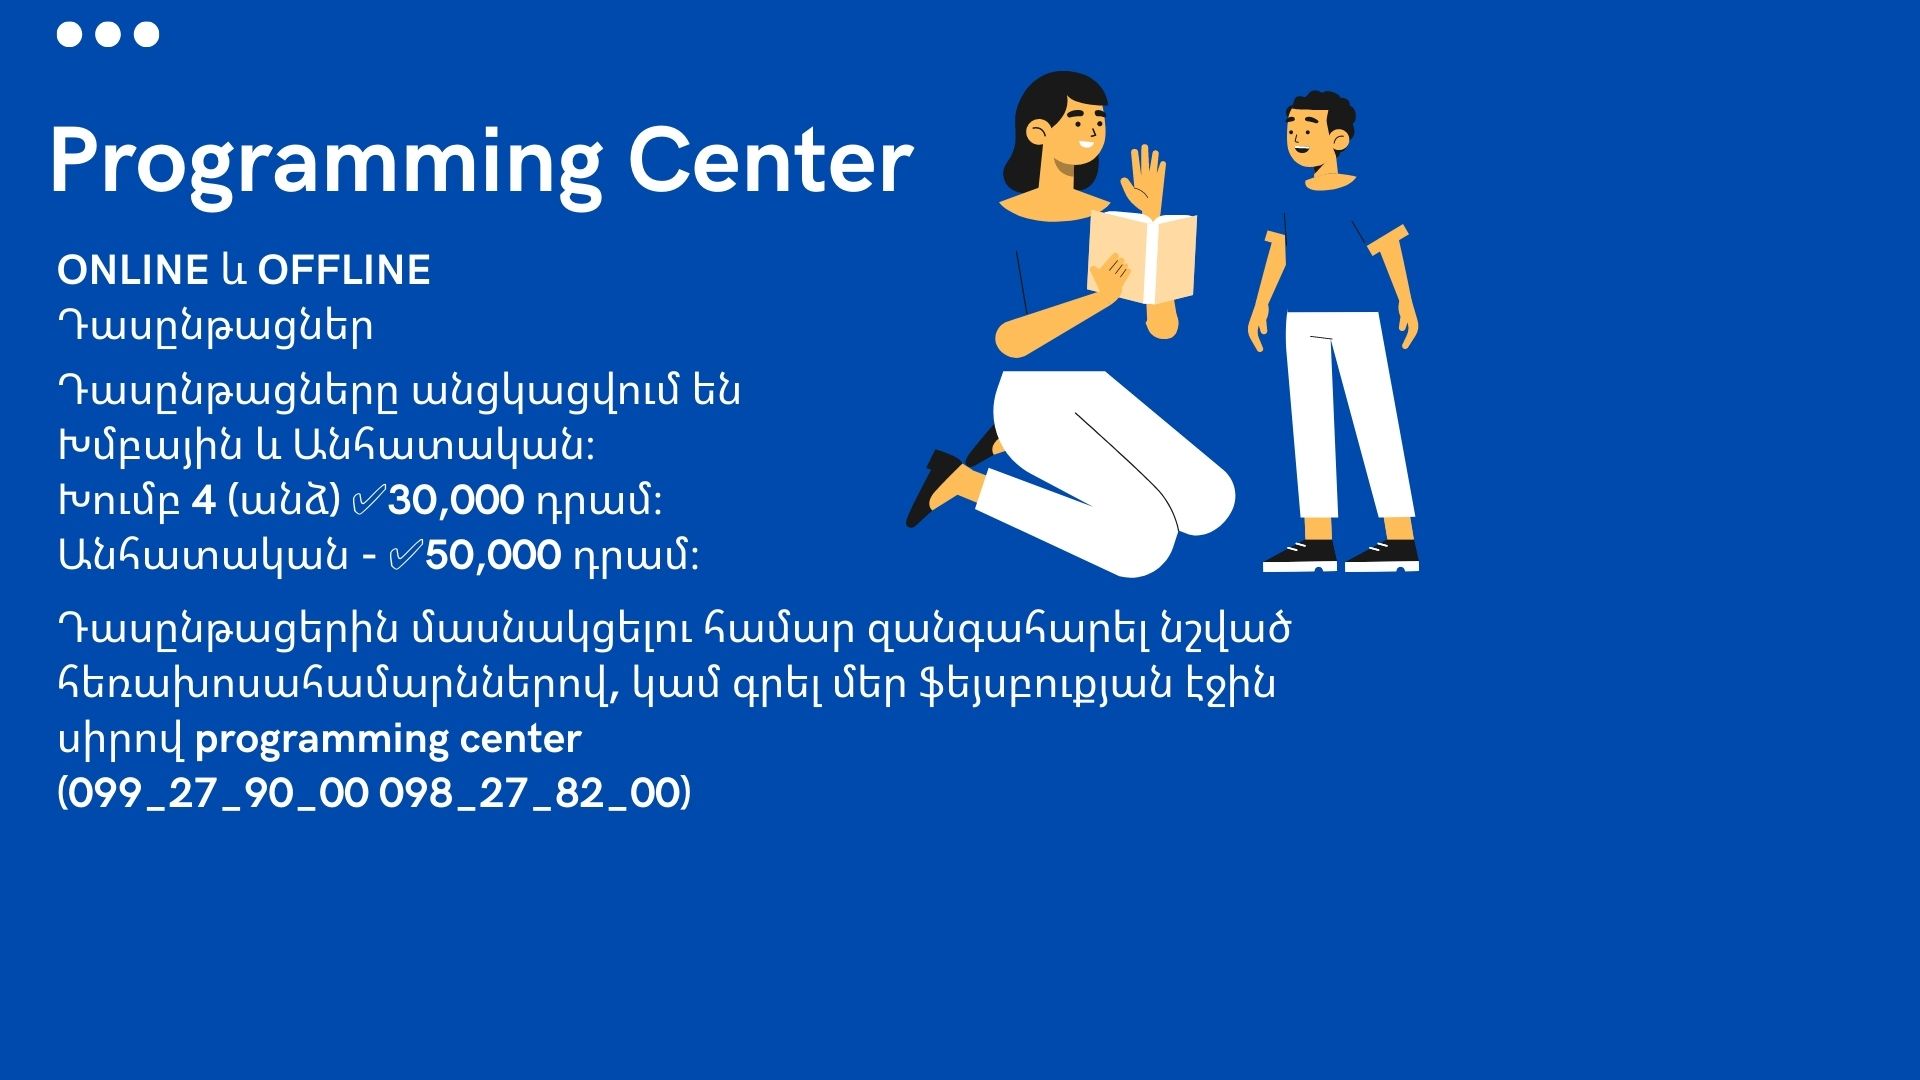 Programming Center
ONLINE և OFFLINE
Դասընթացներ
Դասընթացները անցկացվում են
Խմբային և Անհատական:
Խումբ 4 (անձ) ✅30,000 դրամ:
Անհատական - ✅50,000 դրամ:
Դասընթացերին մասնակցելու համար զանգահարել նշված
հեռախոսահամարններով, կամ գրել մեր ֆեյսբուքյան էջին
սիրով programming center
(099_27_90_00 098_27_82_00)